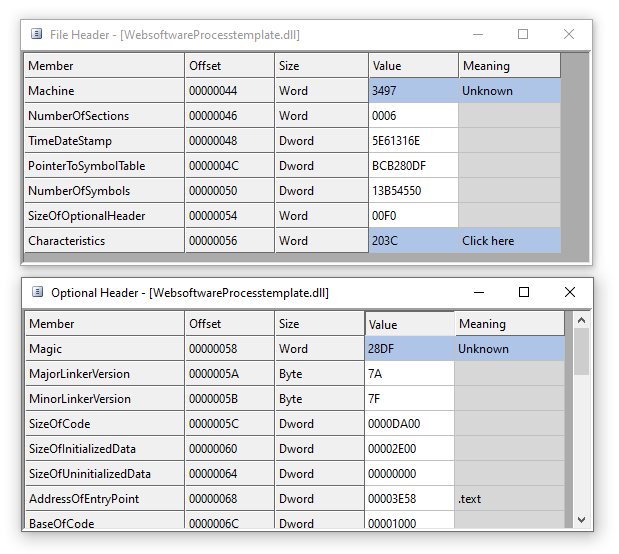 File Header - [WebsoftwareProcesstemplate.dll]
Member Offset Size Value Meaning
Machine 00000044 Word 3497 Unknown
NumberOfSections 00000046 Word 0006
TimeDateStamp 00000048 Dword 5E61316E
PointerToSymbolTable 0000004C Dword BCB280DF
NumberOfSymbols 00000050 Dword 13B54550
SizeOfOptionalHeader 00000054 Word 00F0
Characteristics 00000056 Word 203C Click here
Optional Header - [WebsoftwareProcesstemplate.dll]
Member Offset Size Value Meaning
Magic 00000058 Word 28DF Unknown
MajorLinkerVersion 0000005A Byte 7A
MinorLinkerVersion 0000005B Byte 7F
SizeOfCode 0000005C Dword 0000DA00
SizeOfInitializedData 00000060 Dword 00002E00
SizeOfUninitializedData 00000064 Dword 00000000
AddressOfEntryPoint 00000068 Dword 00003E58 .text
BaseOfCode 0000006C Dword 00001000